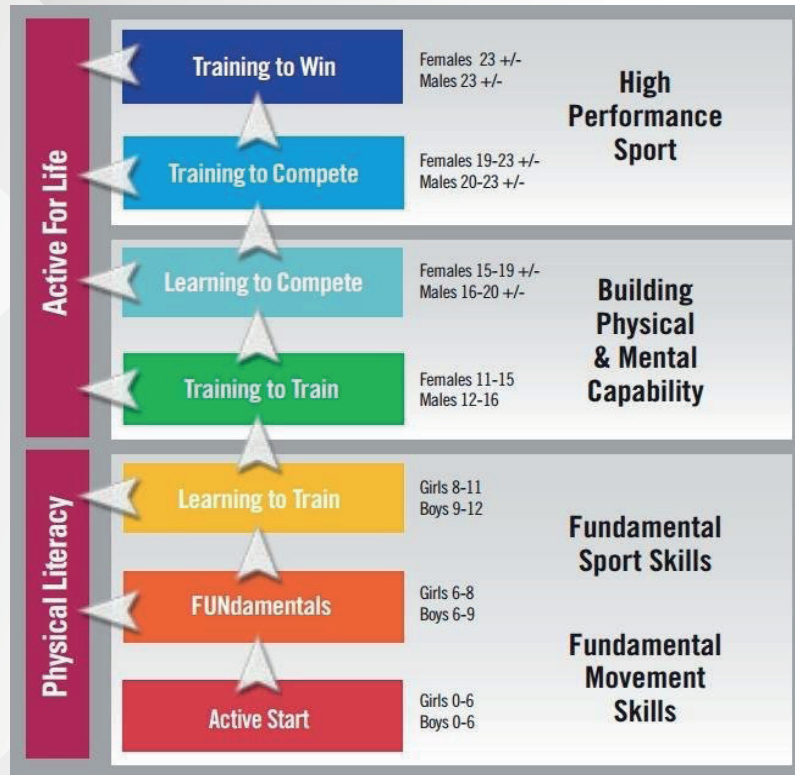 Active For Life
Training to Win
Females 23 +/-
Males 23 +/-
High
Performance
Sport
Training to Compete
Females 19-23 +/-
Males 20-23 +/-
Learning to Compete
Females 15-19 +/-
Males 16-20 +/-
Building
Physical
& Mental
Capability
Training to Train
Females 11-15
Males 12-16
Physical Literacy
Learning to Train
Girls 8-11
Boys 9-12
Fundamental
Sport Skills
FUNdamentals
Girls 6-8
Boys 6-9
Fundamental
Movement
Skills
Active Start
Girls 0-6
Boys 0-6